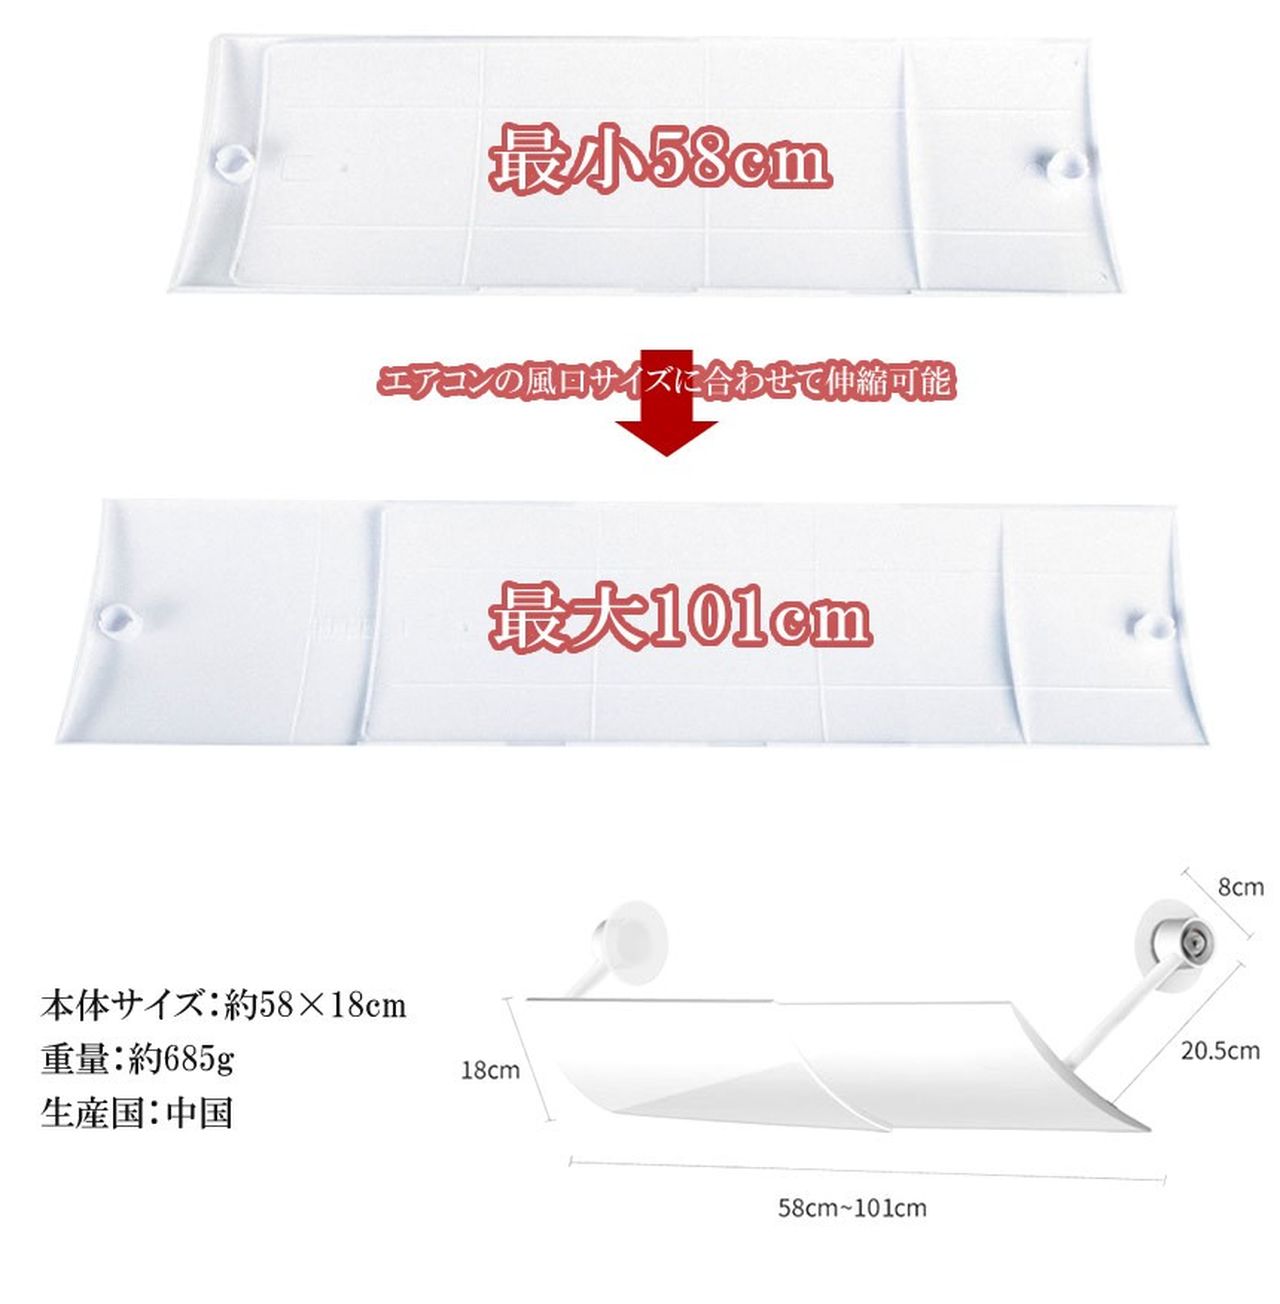 最小58cm
エアコンの風口サイズに合わせて伸縮可能
最大101cm
8cm
20.5cm
18cm
58cm~101cm
本体サイズ：約58×18cm
重量：約685g
生産国：中国